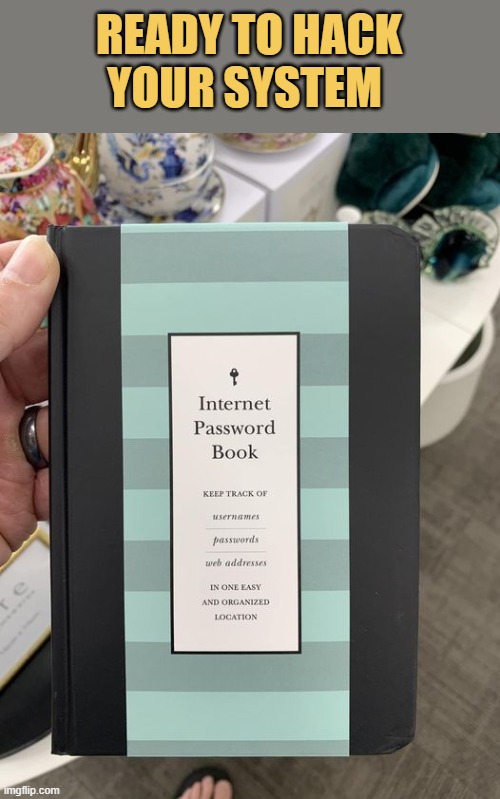 READY TO HACK
YOUR SYSTEM
Internet
Password
Book
KEEP TRACK OF
usernames
passwords
web addresses
IN ONE EASY
AND ORGANIZED
LOCATION
imgflip.com